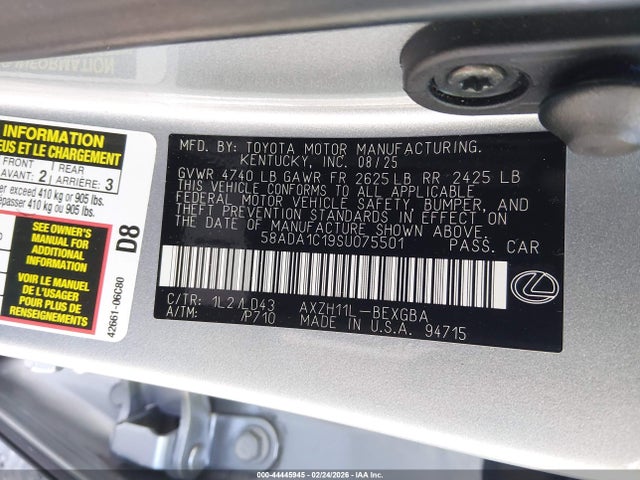 INFORMATION
INFORMATION
EUS ET LE CHARGEMENT
FRONT
AVANT: 2
REAR
ARRIÈRE: 3
er exceed 410 kg or 905 lbs.
épasser 410 kg ou 905 lbs.
SEE OWNER'S
MANUAL FOR
ADDITIONAL
INFORMATION
VOIR LE MANUEL
DE L'USAGER
POUR PLUS DE
RENSEIGNEMENTS
D8
42661-06C80
MFD. BY: TOYOTA MOTOR MANUFACTURING.
KENTUCKY, INC. 08/25
GVWR 4740 LB GAWR FR 2625 LB RR 2425 LB
THIS VEHICLE CONFORMS TO ALL APPLICABLE
FEDERAL MOTOR VEHICLE SAFETY, BUMPER,
AND THEFT PREVENTION STANDARDS IN EFFECT ON
THE DATE OF MANUFACTURE SHOWN ABOVE.
58ADA1C19SU075501 PASS. CAR
C/TR: 1L2/LD43 AXZH11L-BEXGBA
A/TM: /P710 MADE IN U.S.A. 94715
000-44445945 - 02/24/2026 - IAA Inc.